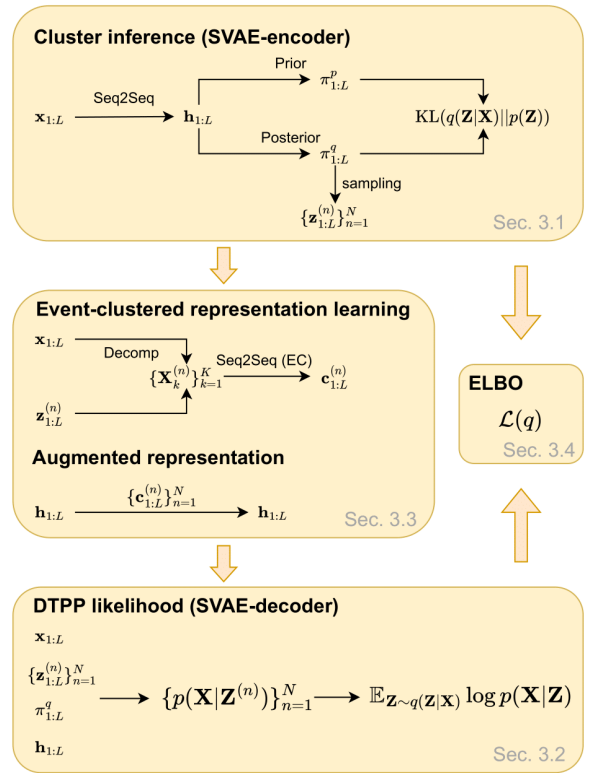 Cluster inference (SVAE-encoder)
Prior
π^p_{1:L}
Seq2Seq
x_{1:L}
h_{1:L}
KL(q(Z|X)||p(Z))
Posterior
π^q_{1:L}
sampling
{z^{(n)}_{1:L}}^N_{n=1}
Sec. 3.1
Event-clustered representation learning
x_{1:L}
Decomp
Seq2Seq (EC)
{X^{(n)}_k}^K_{k=1}
c^{(n)}_{1:L}
z^{(n)}_{1:L}
Augmented representation
{c^{(n)}_{1:L}}^N_{n=1}
h_{1:L}
h_{1:L}
Sec. 3.3
ELBO
ℒ(q)
Sec. 3.4
DTPP likelihood (SVAE-decoder)
x_{1:L}
{z^{(n)}_{1:L}}^N_{n=1}
π^q_{1:L}
h_{1:L}
{p(X|Z^{(n)})}^N_{n=1}
𝔼_{Z∼q(Z|X)} log p(X|Z)
Sec. 3.2